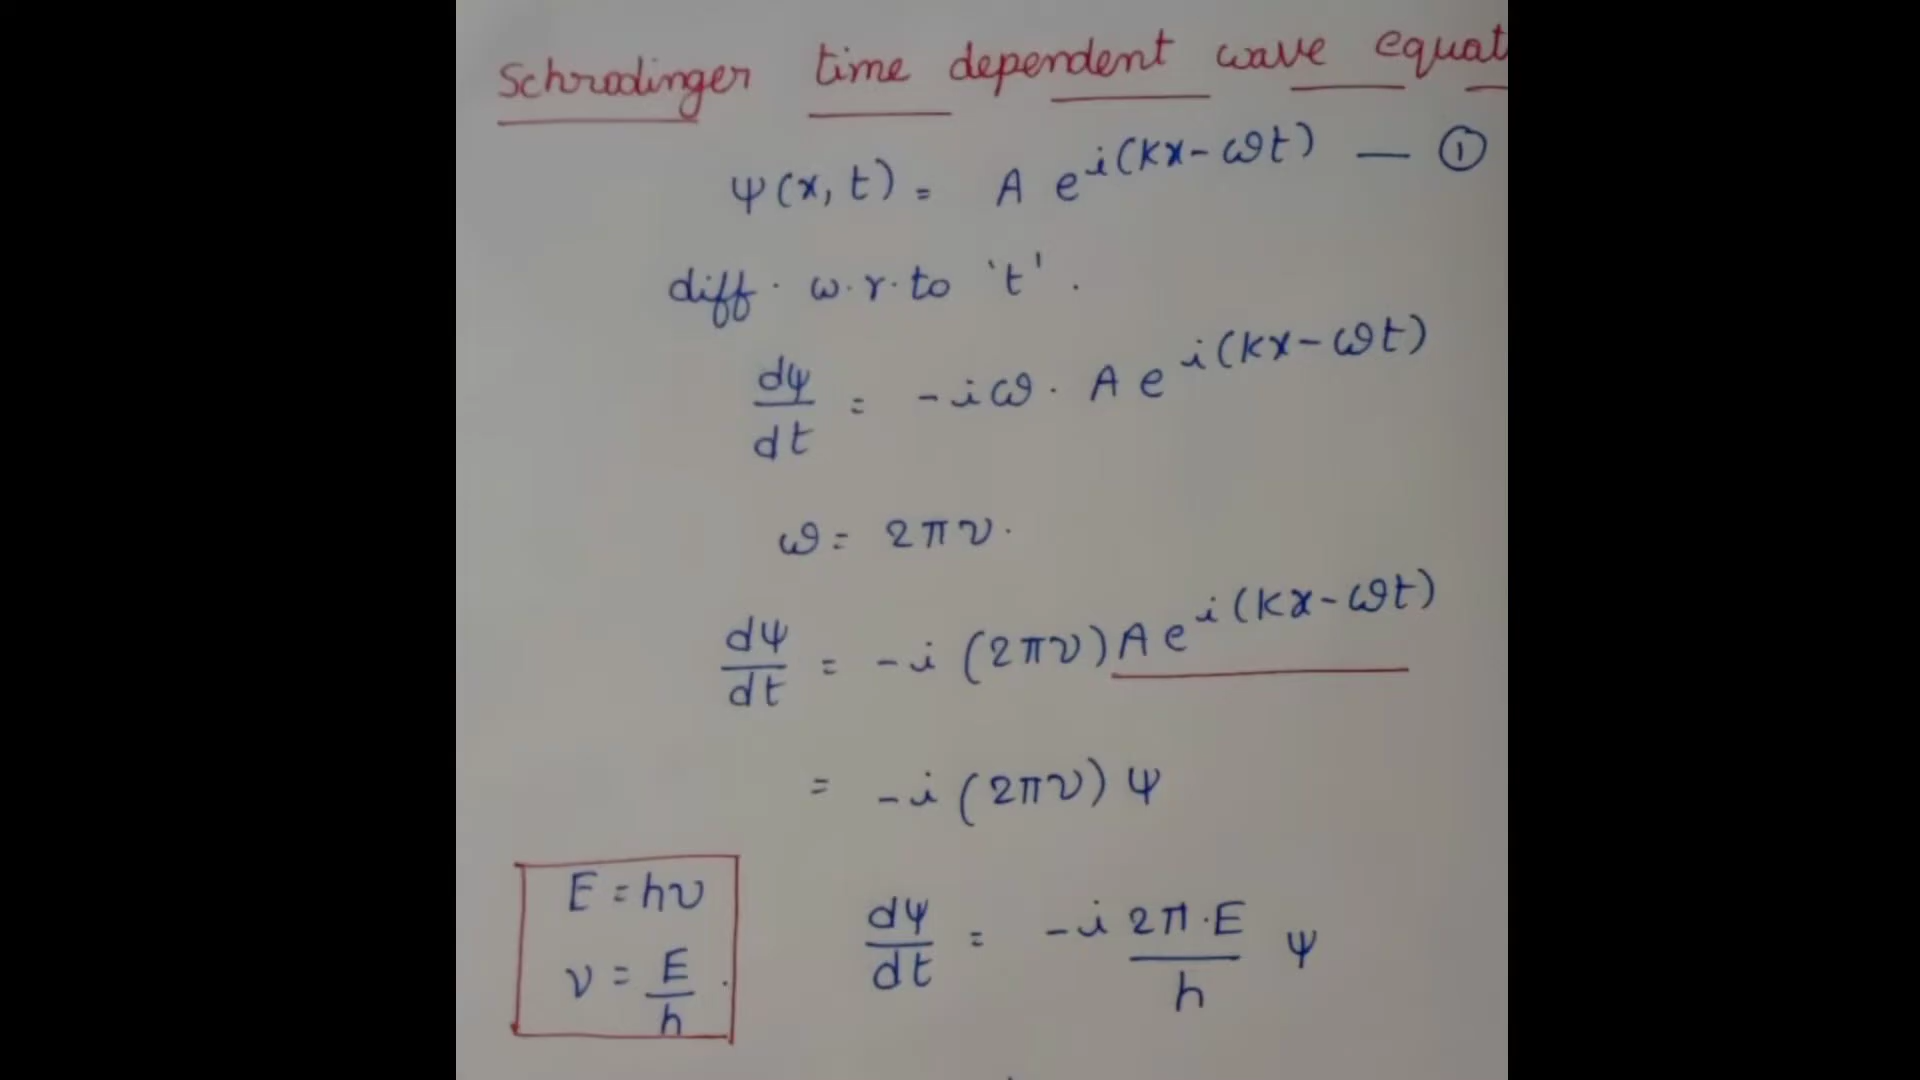 Schrodinger time dependent wave equat
ψ(x, t) = A e^{i(kx-ωt)} — ①
diff. w.r.to 't'.
dψ/dt = -iω. A e^{i(kx-ωt)}
ω = 2πν.
dψ/dt = -i (2πν) A e^{i(kx-ωt)}
= -i (2πν) ψ
E = hν
ν = E/h .
dψ/dt = -i 2π.E/h ψ